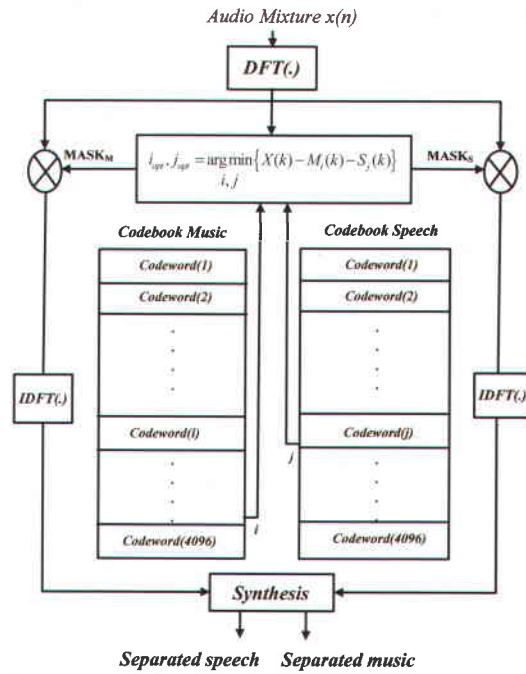 Audio Mixture x(n)
DFT(.)
MASK_M
i_opt, j_opt = arg min { X(k) − M_i(k) − S_j(k) }
i, j
MASK_S
Codebook Music
Codebook Speech
Codeword(1)
Codeword(1)
Codeword(2)
Codeword(2)
IDFT(.)
IDFT(.)
Codeword(i)
Codeword(j)
j
i
Codeword(4096)
Codeword(4096)
Synthesis
Separated speech
Separated music